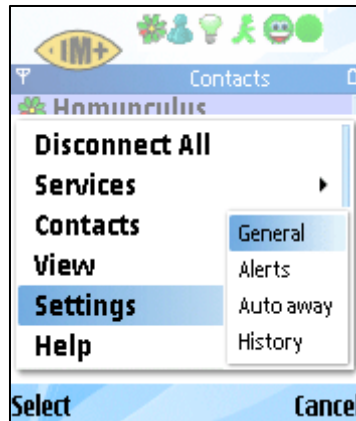 IM+
Contacts
Homunculus
Disconnect All
Services
Contacts
View
Settings
Help
General
Alerts
Auto away
History
Select Cancel